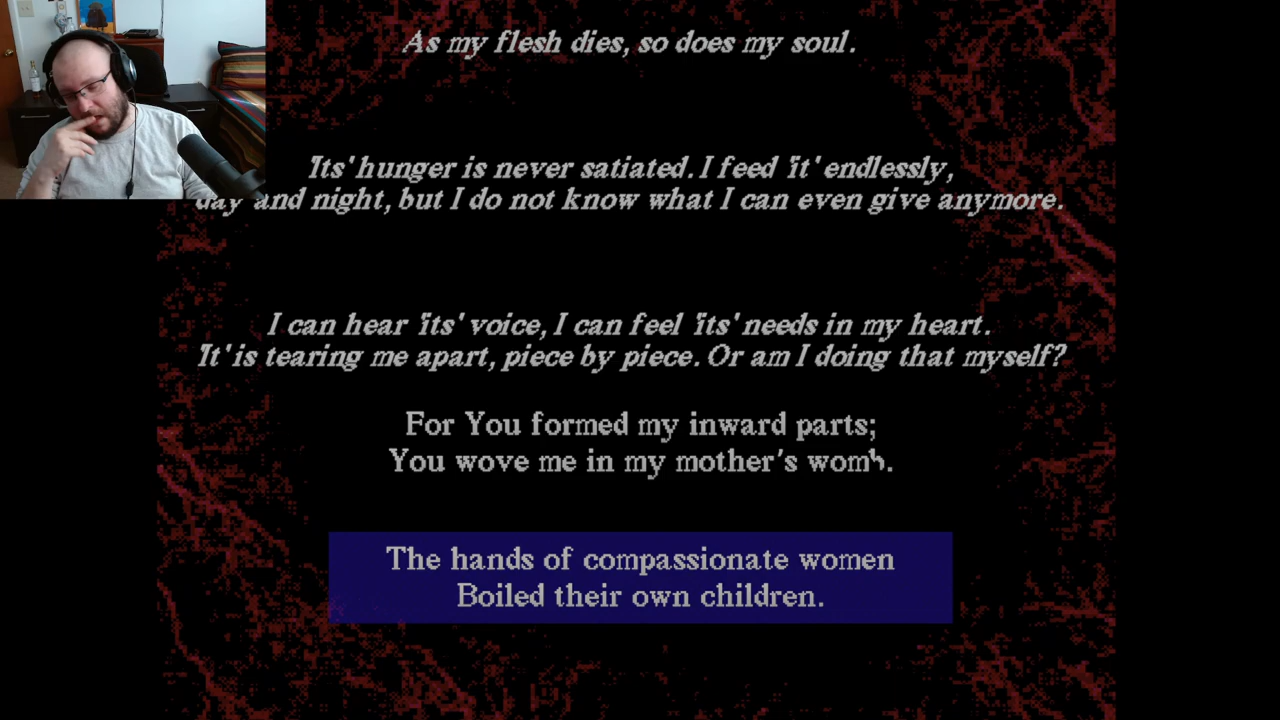 As my flesh dies, so does my soul.
'Its' hunger is never satiated. I feed 'it' endlessly,
day and night, but I do not know what I can even give anymore.
I can hear 'its' voice, I can feel 'its' needs in my heart.
'It' is tearing me apart, piece by piece. Or am I doing that myself?
For You formed my inward parts;
You wove me in my mother's womb.
The hands of compassionate women
Boiled their own children.